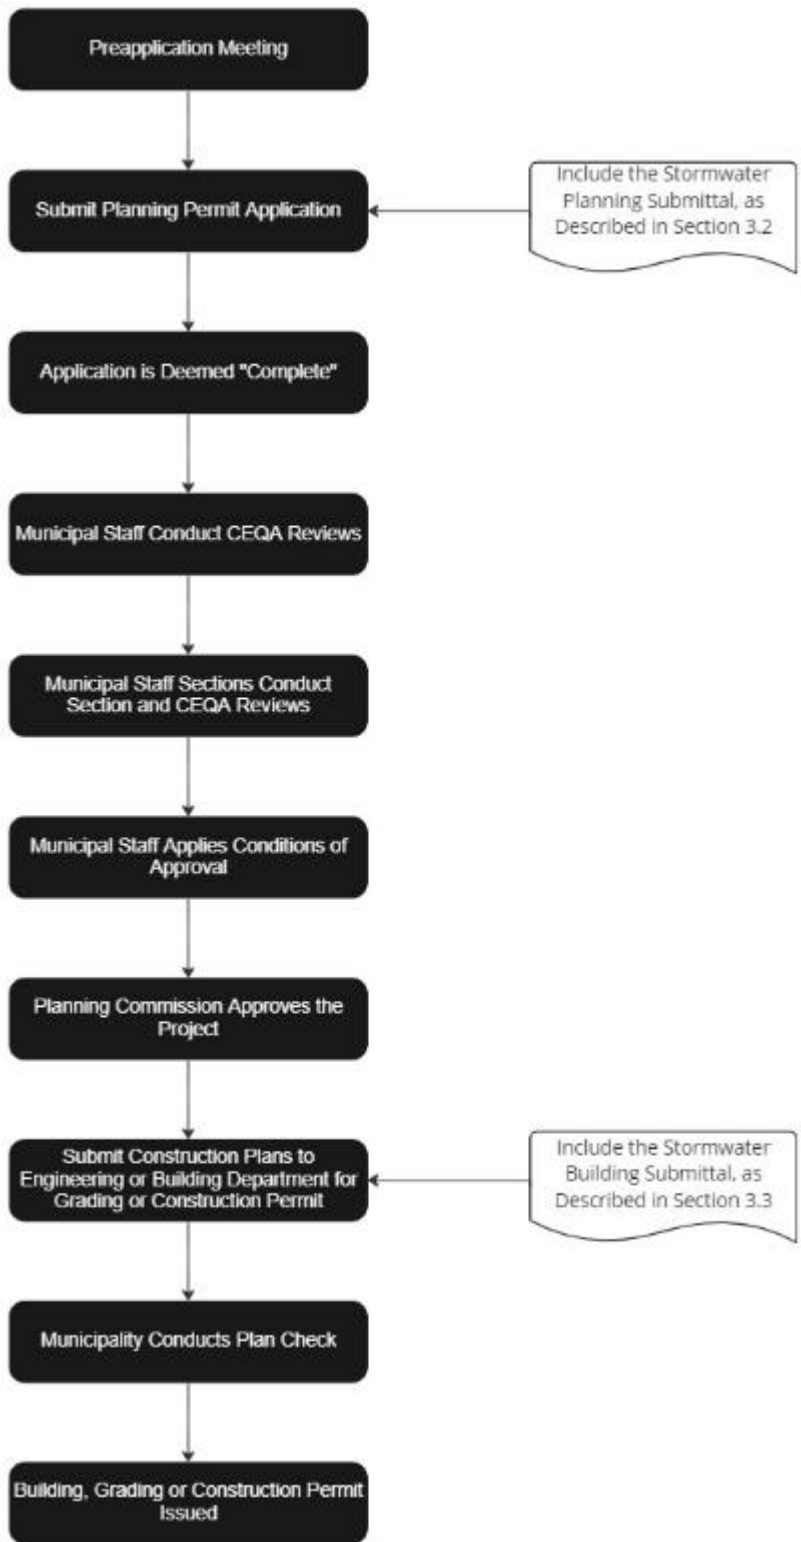 Preapplication Meeting
Submit Planning Permit Application
Include the Stormwater
Planning Submittal, as
Described in Section 3.2
Application is Deemed "Complete"
Municipal Staff Conduct CEQA Reviews
Municipal Staff Sections Conduct
Section and CEQA Reviews
Municipal Staff Applies Conditions of
Approval
Planning Commission Approves the
Project
Submit Construction Plans to
Engineering or Building Department for
Grading or Construction Permit
Include the Stormwater
Building Submittal, as
Described in Section 3.3
Municipality Conducts Plan Check
Building, Grading or Construction Permit
Issued